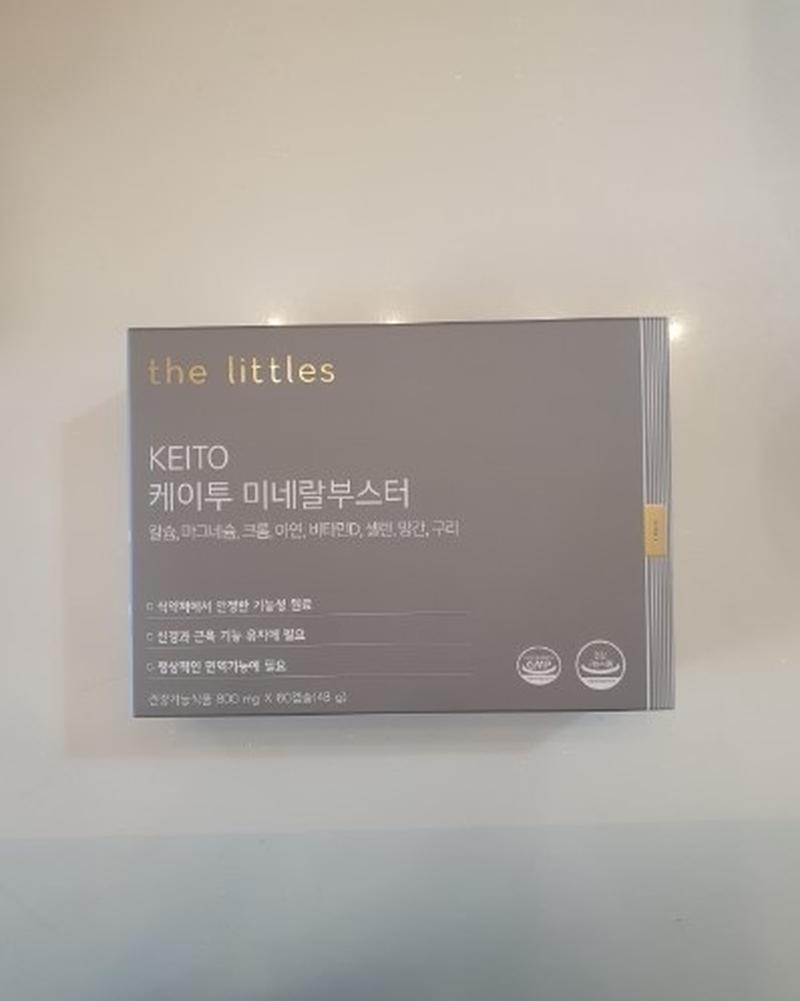 the littles
KEITO
케이투 미네랄부스터
칼슘, 마그네슘, 크롬, 아연, 비타민D, 셀렌, 망간, 구리
식약처에서 인정한 기능성 원료
신경과 근육 기능 유지에 필요
정상적인 면역기능에 필요
건강기능식품 800 mg X 60캡슐(48 g)
GMP